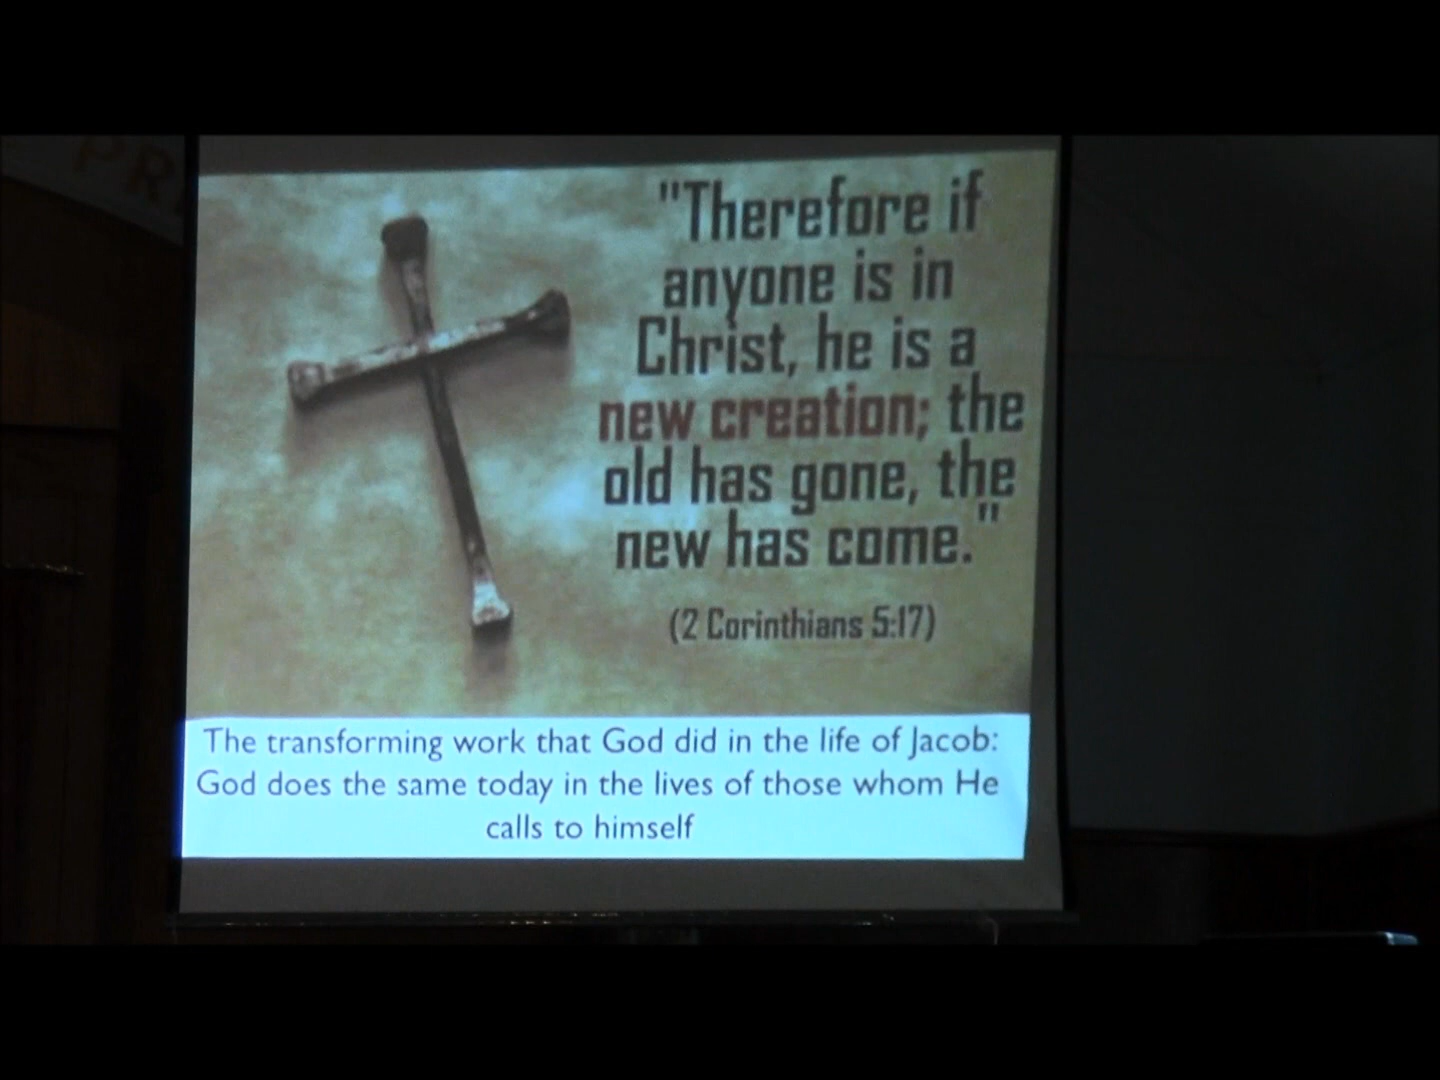 PR
"Therefore if
anyone is in
Christ, he is a
new creation; the
old has gone, the
new has come."
(2 Corinthians 5:17)
The transforming work that God did in the life of Jacob:
God does the same today in the lives of those whom He
calls to himself